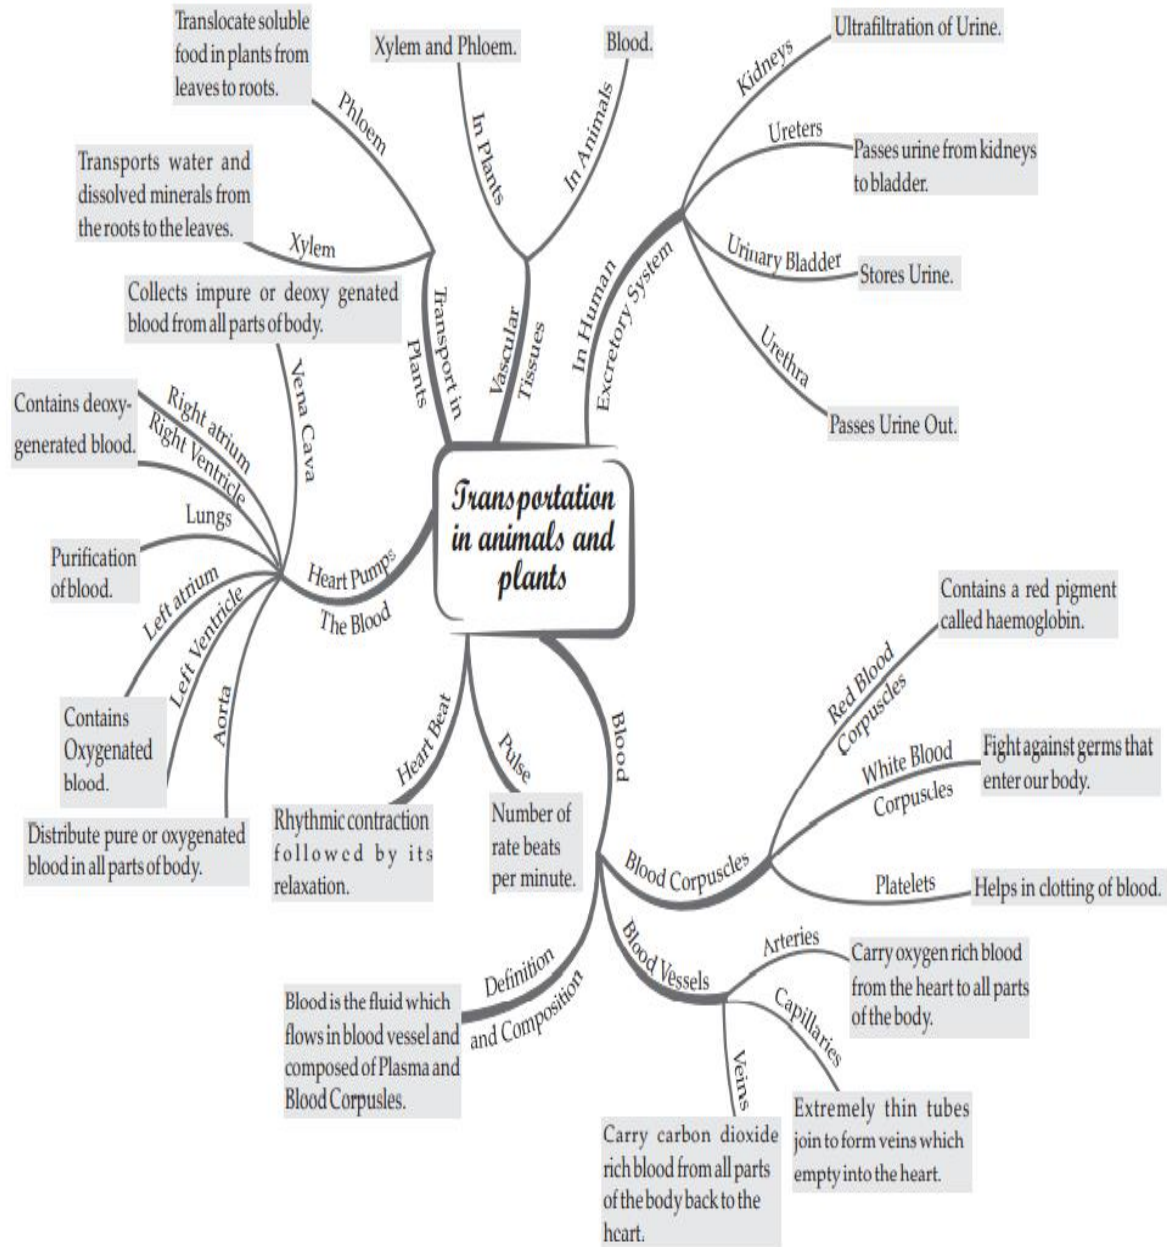 Translocate soluble
food in plants from
leaves to roots.
Phloem
Transports water and
dissolved minerals from
the roots to the leaves.
Xylem
Transport in
Plants
Xylem and Phloem.
In Plants
Blood.
In Animals
Vascular
Tissues
Ultrafiltration of Urine.
Kidneys
Ureters
Passes urine from kidneys
to bladder.
Urinary Bladder
Stores Urine.
Urethra
Passes Urine Out.
In Human
Excretory System
Collects impure or deoxy genated
blood from all parts of body.
Vena Cava
Contains deoxy-
generated blood.
Right atrium
Right Ventricle
Lungs
Purification
of blood.
Left atrium
Left Ventricle
Contains
Oxygenated
blood.
Aorta
Distribute pure or oxygenated
blood in all parts of body.
Heart Pumps
The Blood
Transportation
in animals and
plants
Heart Beat
Rhythmic contraction
followed by its
relaxation.
Pulse
Number of
rate beats
per minute.
Blood
Contains a red pigment
called haemoglobin.
Red Blood
Corpuscles
White Blood
Corpuscles
Fight against germs that
enter our body.
Platelets
Helps in clotting of blood.
Blood Corpuscles
Blood Vessels
Arteries
Carry oxygen rich blood
from the heart to all parts
of the body.
Capillaries
Extremely thin tubes
join to form veins which
empty into the heart.
Veins
Carry carbon dioxide
rich blood from all parts
of the body back to the
heart.
Definition
and Composition
Blood is the fluid which
flows in blood vessel and
composed of Plasma and
Blood Corpusles.